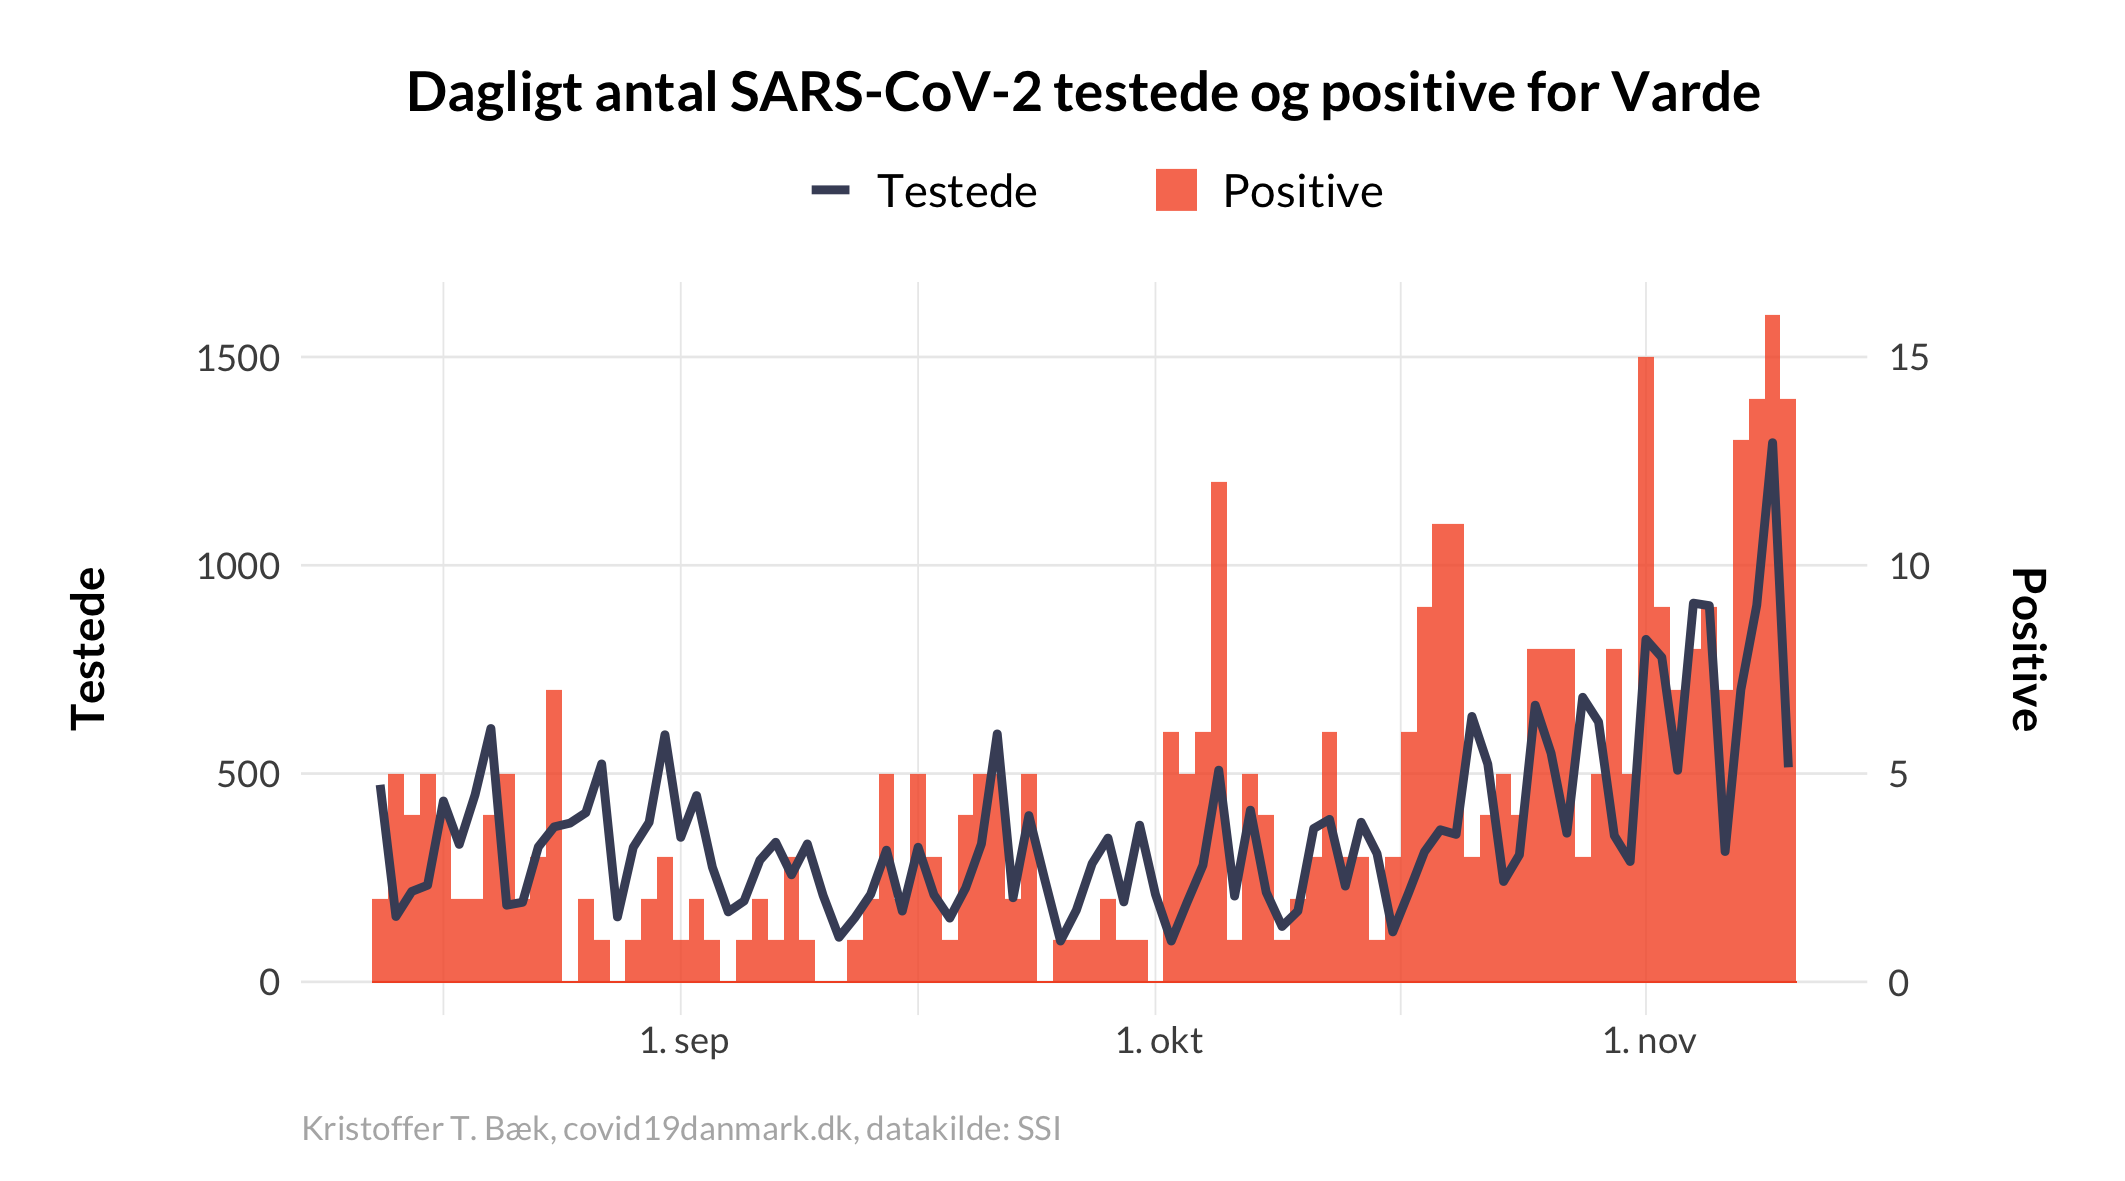 Dagligt antal SARS-CoV-2 testede og positive for Varde
Testede
Positive
1500
1000
500
0
Testede
15
10
5
0
Positive
1. sep
1. okt
1. nov
Kristoffer T. Bæk, covid19danmark.dk, datakilde: SSI